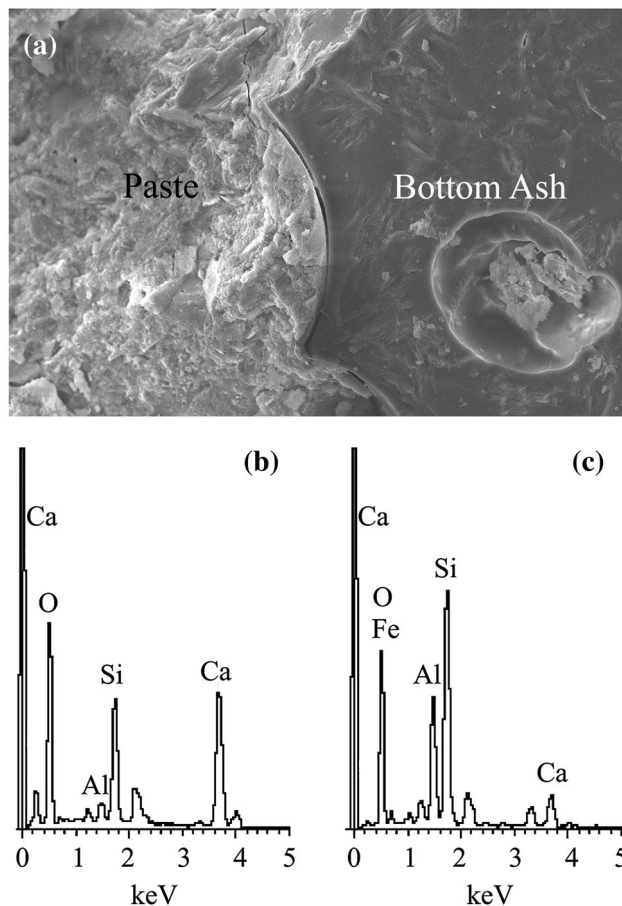 (a)
Paste
Bottom Ash
(b)
Ca
O
Si
Ca
Al
0 1 2 3 4 5
keV
(c)
Ca
Si
O
Fe
Al
Ca
0 1 2 3 4 5
keV